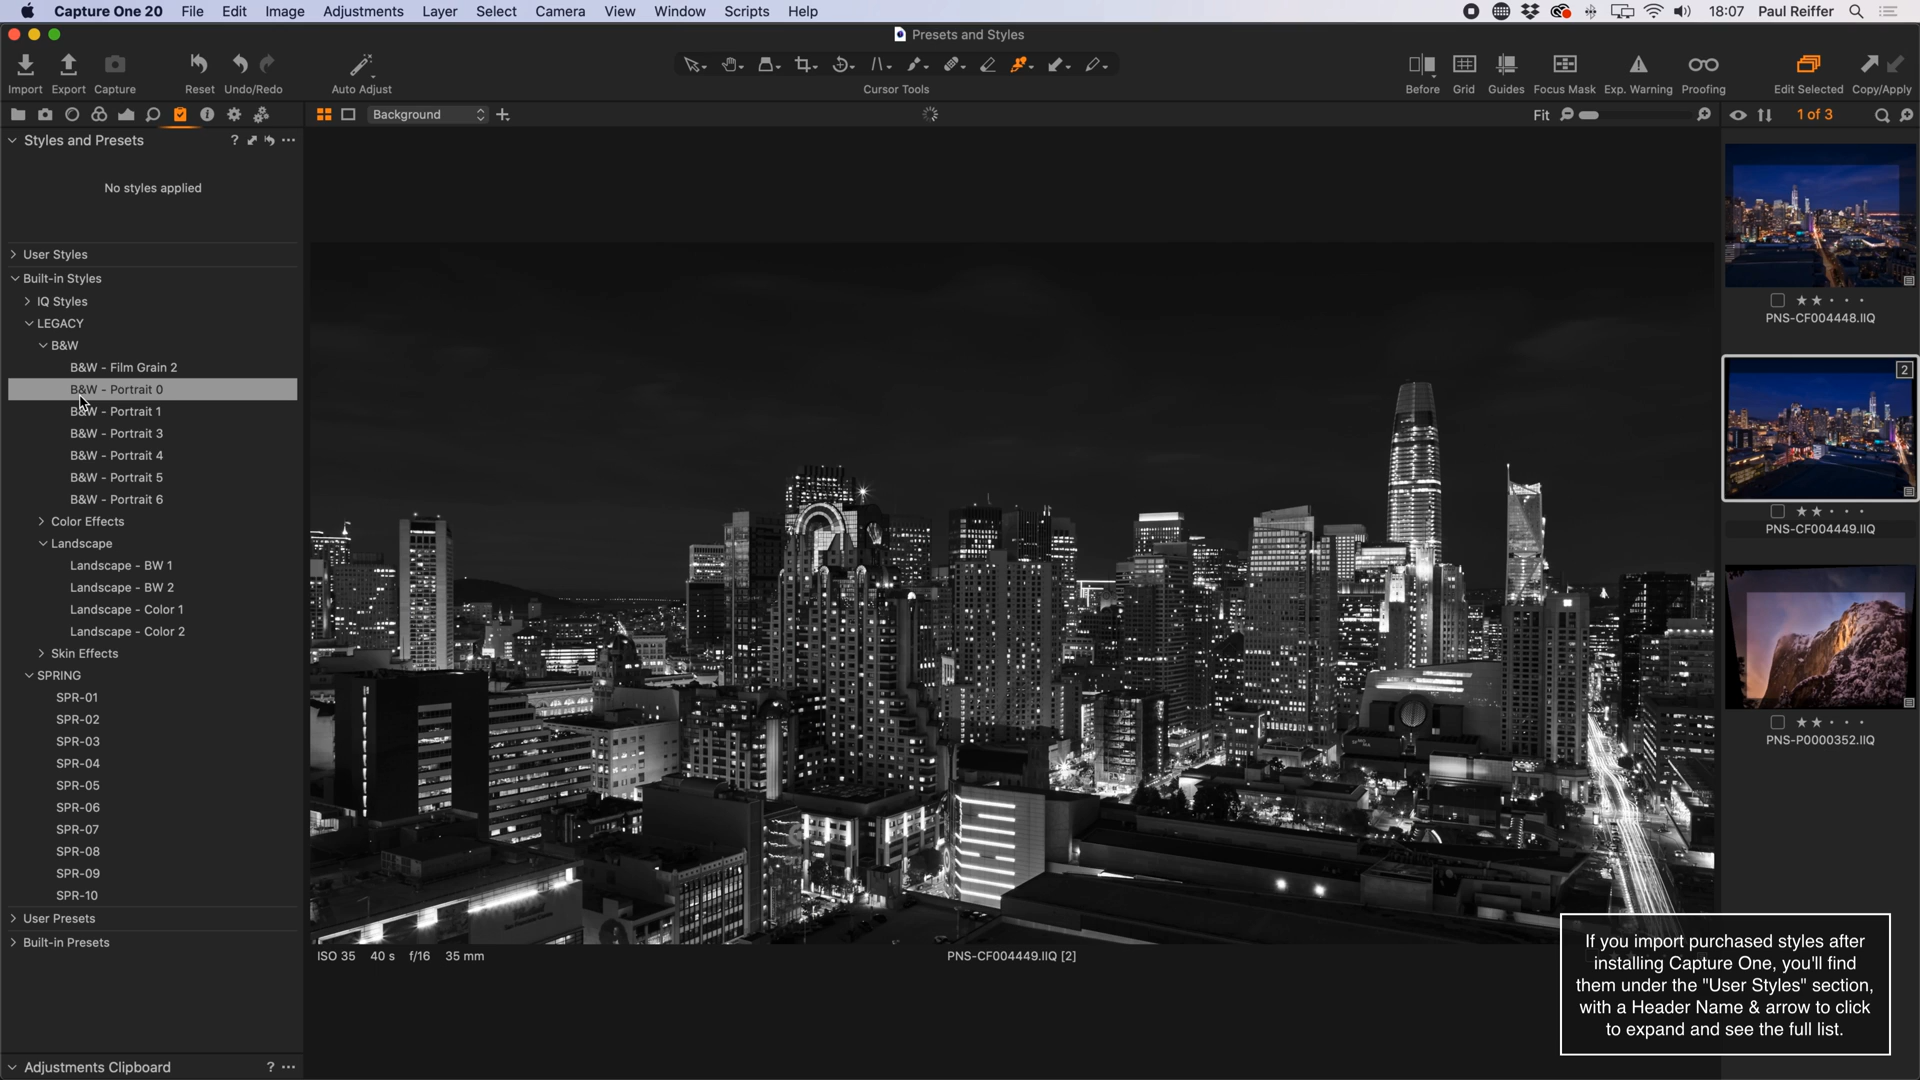 Capture One 20 File Edit Image Adjustments Layer Select Camera View Window Scripts Help 18:07 Paul Reiffer
Presets and Styles
Import Export Capture Reset Undo/Redo Auto Adjust Cursor Tools Before Grid Guides Focus Mask Exp. Warning Proofing Edit Selected Copy/Apply
Background Fit 1 of 3
Styles and Presets ?
No styles applied
User Styles
Built-in Styles
IQ Styles
LEGACY
B&W
B&W - Film Grain 2
B&W - Portrait 0
B&W - Portrait 1
B&W - Portrait 3
B&W - Portrait 4
B&W - Portrait 5
B&W - Portrait 6
Color Effects
Landscape
Landscape - BW 1
Landscape - BW 2
Landscape - Color 1
Landscape - Color 2
Skin Effects
SPRING
SPR-01
SPR-02
SPR-03
SPR-04
SPR-05
SPR-06
SPR-07
SPR-08
SPR-09
SPR-10
User Presets
Built-in Presets
Adjustments Clipboard ?
ISO 35 40 s f/16 35 mm
PNS-CF004449.IIQ [2]
PNS-CF004448.IIQ
2
PNS-CF004449.IIQ
PNS-P0000352.IIQ
If you import purchased styles after
installing Capture One, you'll find
them under the "User Styles" section,
with a Header Name & arrow to click
to expand and see the full list.